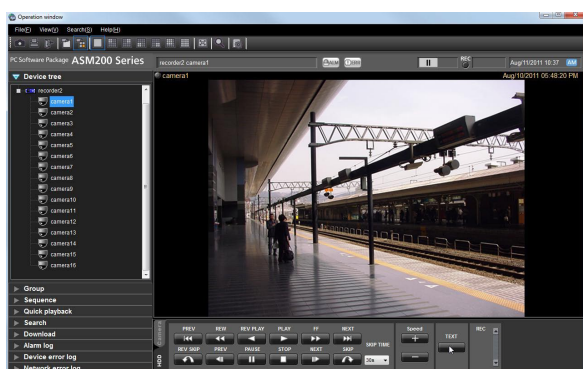 Operation window
File(F) View(V) Search(S) Help(H)
PC Software Package ASM200 Series
recorder2 camera1
ALM
ERR
REC
Aug/11/2011 10:37 AM
Device tree
camera1
Aug/10/2011 05:48:20 PM
recorder2
camera1
camera2
camera3
camera4
camera5
camera6
camera7
camera8
camera9
camera10
camera11
camera12
camera13
camera14
camera15
camera16
Group
Sequence
Quick playback
Search
Download
Alarm log
Device error log
Network error log
HDD
PREV REW REV PLAY PLAY FF NEXT
REV SKIP PREV PAUSE STOP NEXT SKIP
SKIP TIME
30s
Speed
TEXT
REC